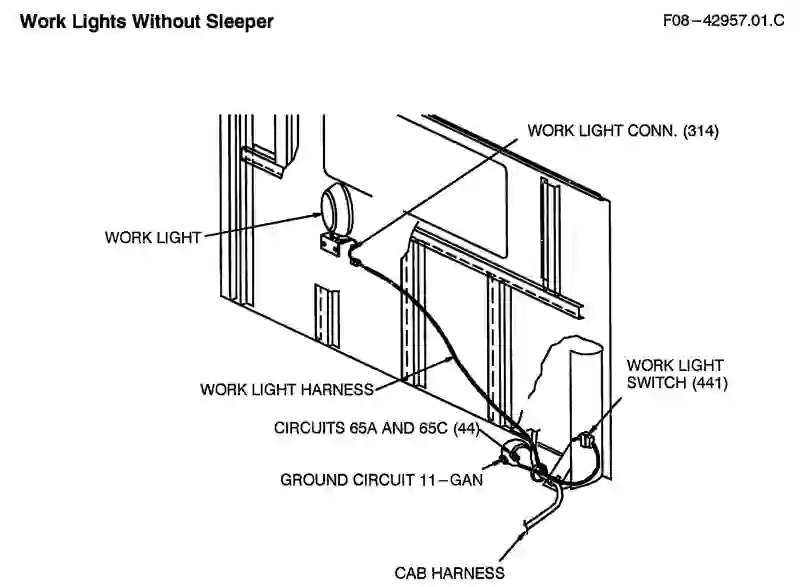 Work Lights Without Sleeper
F08-42957.01.C
WORK LIGHT CONN. (314)
WORK LIGHT
WORK LIGHT
SWITCH (441)
WORK LIGHT HARNESS
CIRCUITS 65A AND 65C (44)
GROUND CIRCUIT 11-GAN
CAB HARNESS